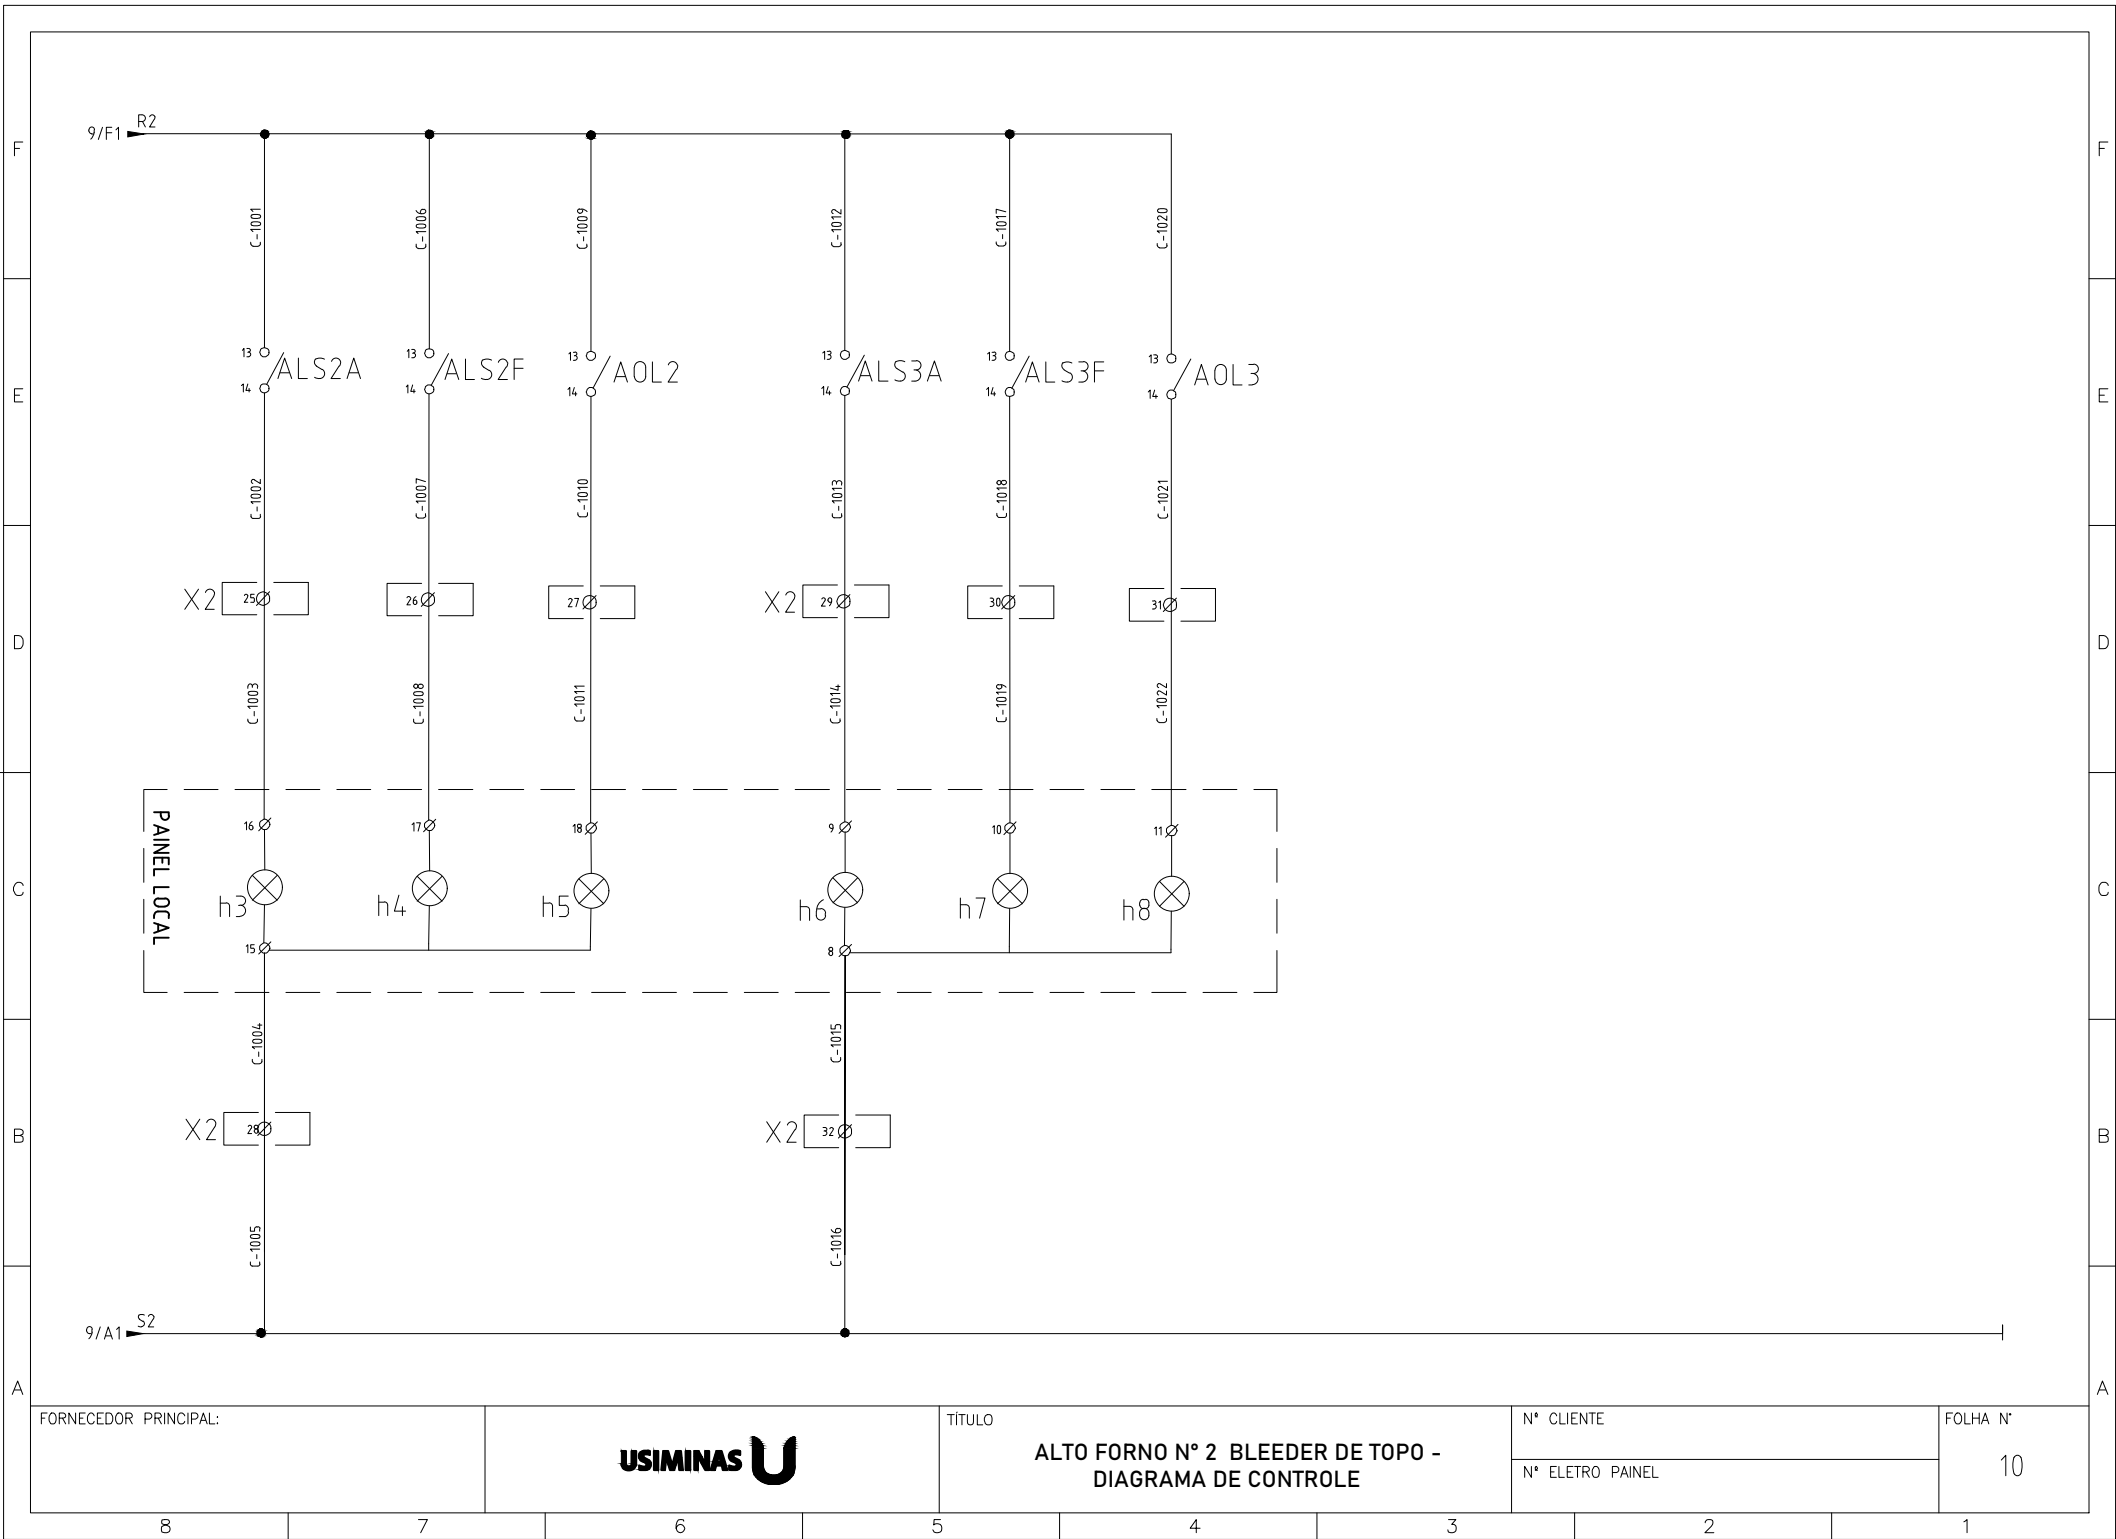 9/F1 R2
F F
C-1001 C-1006 C-1009 C-1012 C-1017 C-1020
13 13 13 13 13 13
ALS2A ALS2F AOL2 ALS3A ALS3F AOL3
14 14 14 14 14 14
E E
C-1002 C-1007 C-1010 C-1013 C-1018 C-1021
X2 25 26 27 X2 29 30 31
D D
C-1003 C-1008 C-1011 C-1014 C-1019 C-1022
PAINEL LOCAL
16 17 18 9 10 11
C C
h3 h4 h5 h6 h7 h8
15 8
C-1004 C-1015
X2 28 X2 32
B B
C-1005 C-1016
9/A1 S2
A A
FORNECEDOR PRINCIPAL:
USIMINAS
TÍTULO
ALTO FORNO Nº 2 BLEEDER DE TOPO -
DIAGRAMA DE CONTROLE
Nº CLIENTE
Nº ELETRO PAINEL
FOLHA Nº
10
8 7 6 5 4 3 2 1